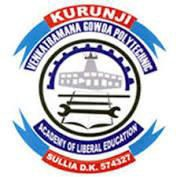 KURUNJI
VENKATRAMANA GOWDA POLYTECHNIC
ACADEMY OF LIBERAL EDUCATION
SULLIA D.K. 574327